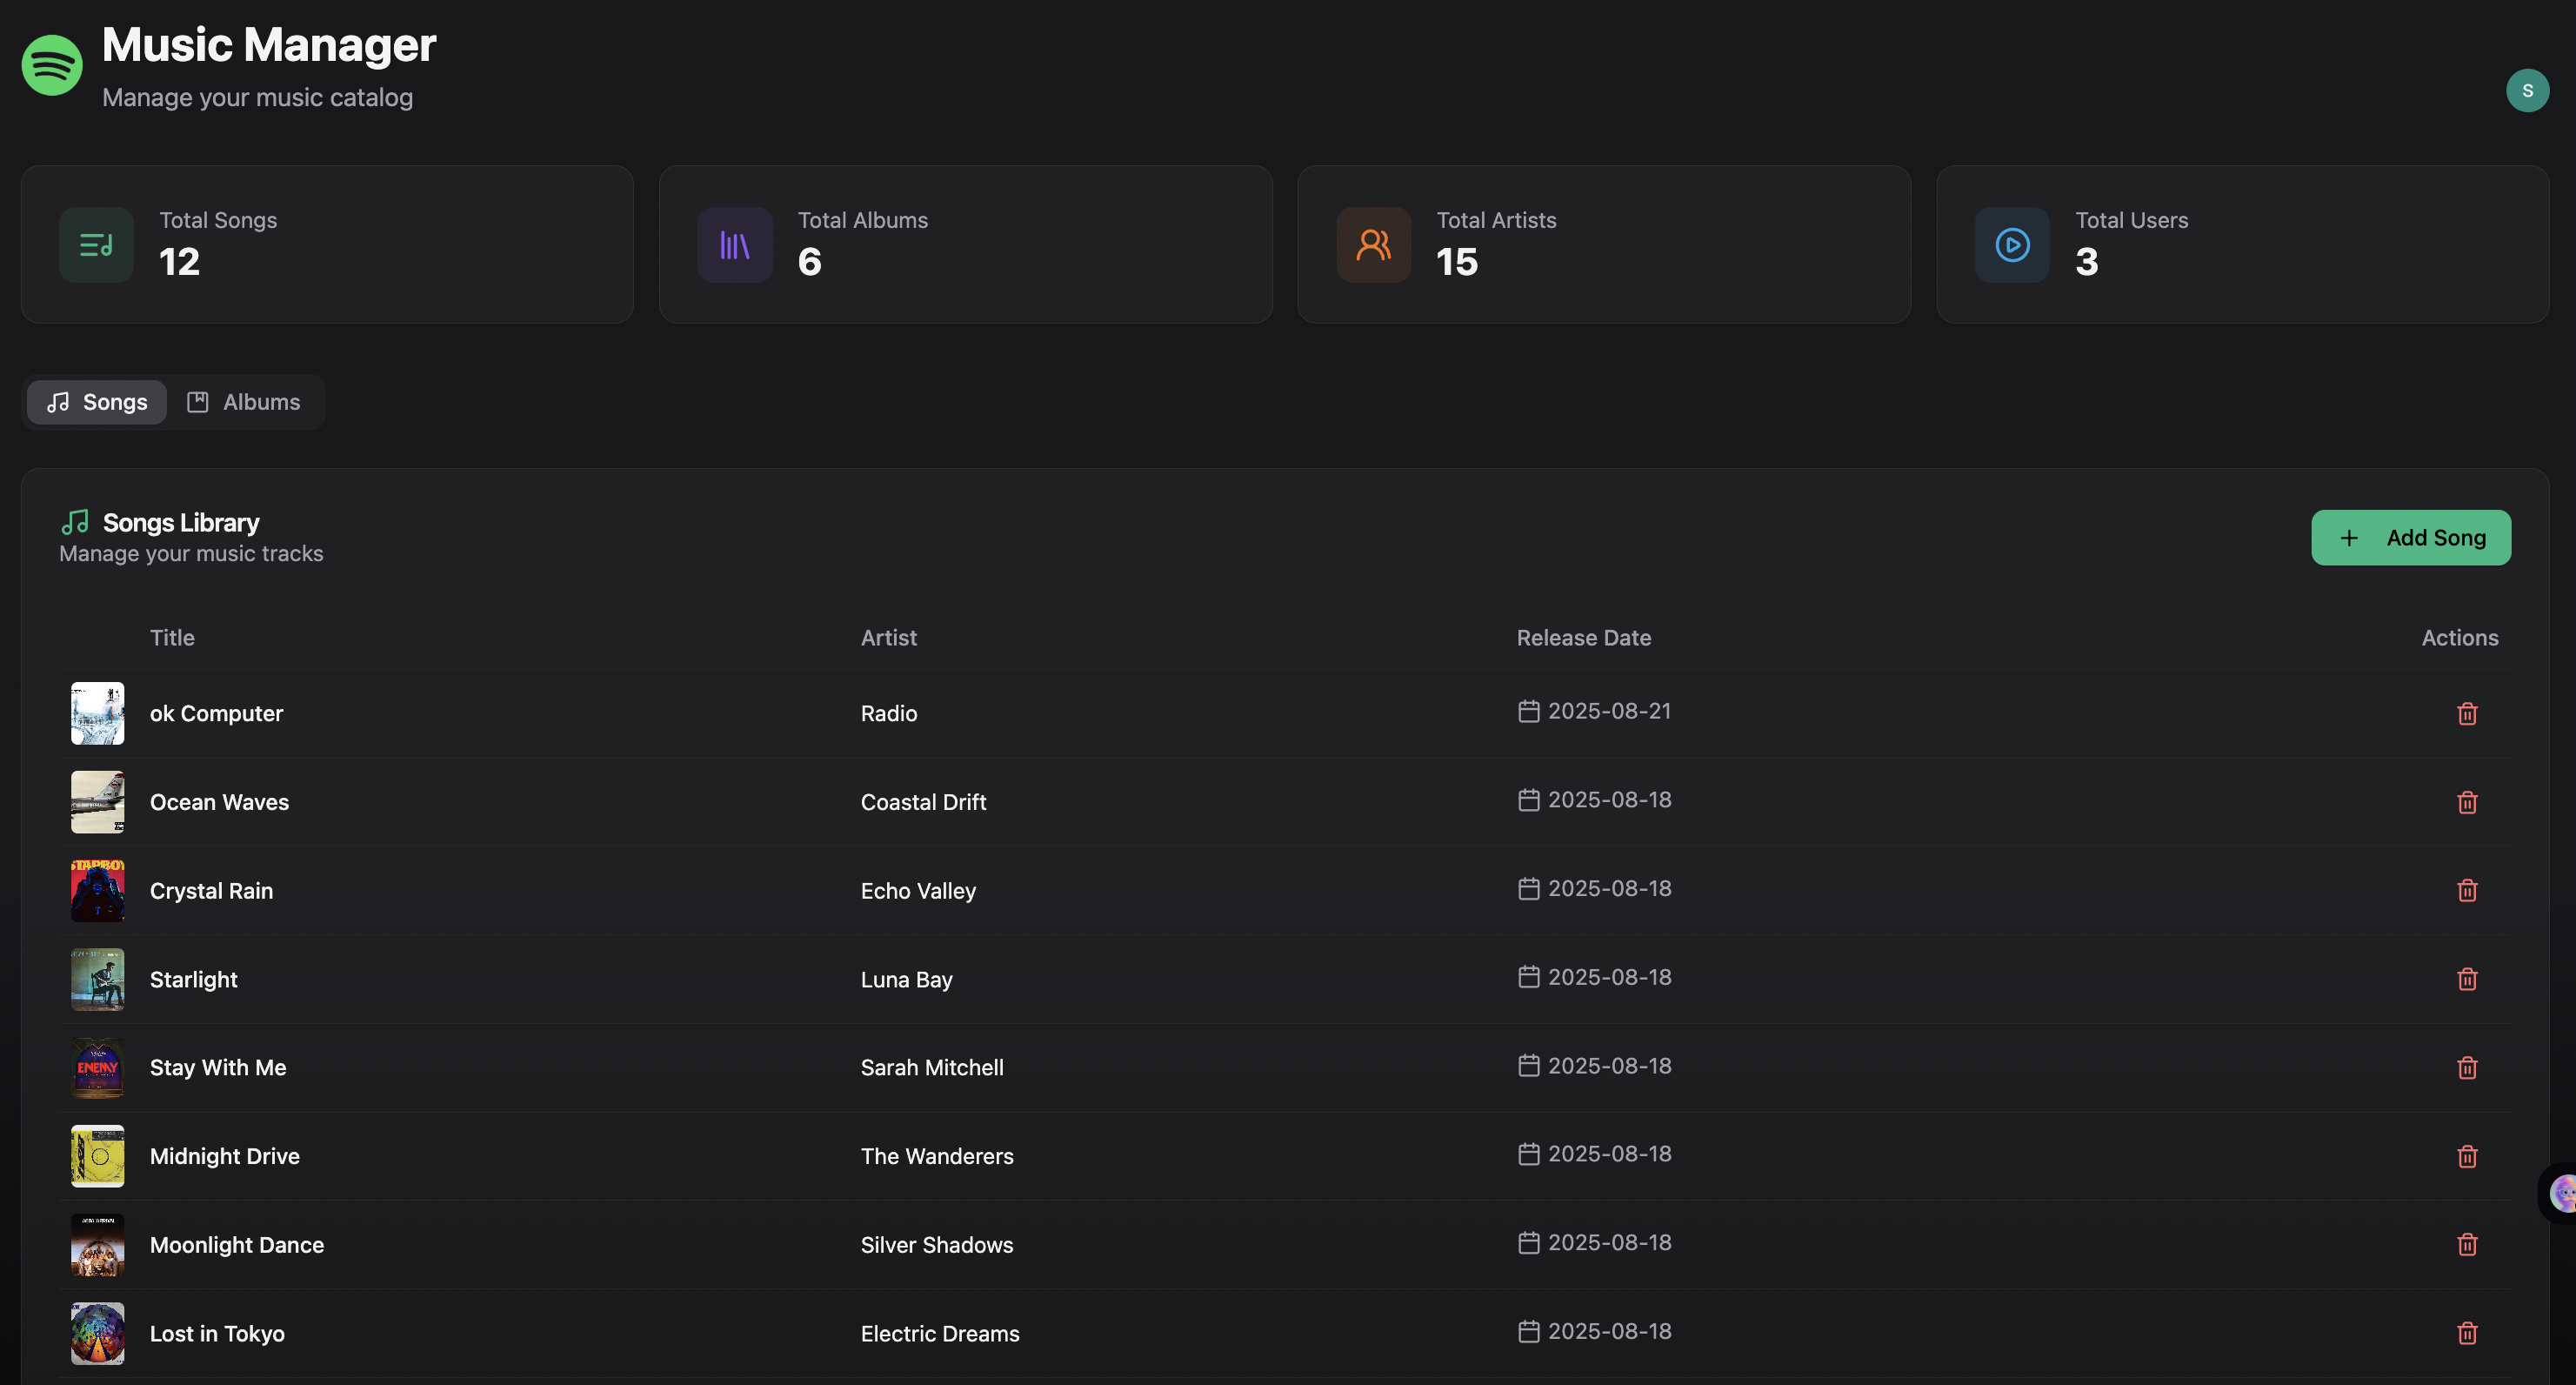 Music Manager
Manage your music catalog
S
Total Songs
12
Total Albums
6
Total Artists
15
Total Users
3
Songs
Albums
Songs Library
Manage your music tracks
Add Song
Title Artist Release Date Actions
ok Computer Radio 2025-08-21
Ocean Waves Coastal Drift 2025-08-18
Crystal Rain Echo Valley 2025-08-18
Starlight Luna Bay 2025-08-18
ENEMY
Stay With Me Sarah Mitchell 2025-08-18
Midnight Drive The Wanderers 2025-08-18
Moonlight Dance Silver Shadows 2025-08-18
Lost in Tokyo Electric Dreams 2025-08-18